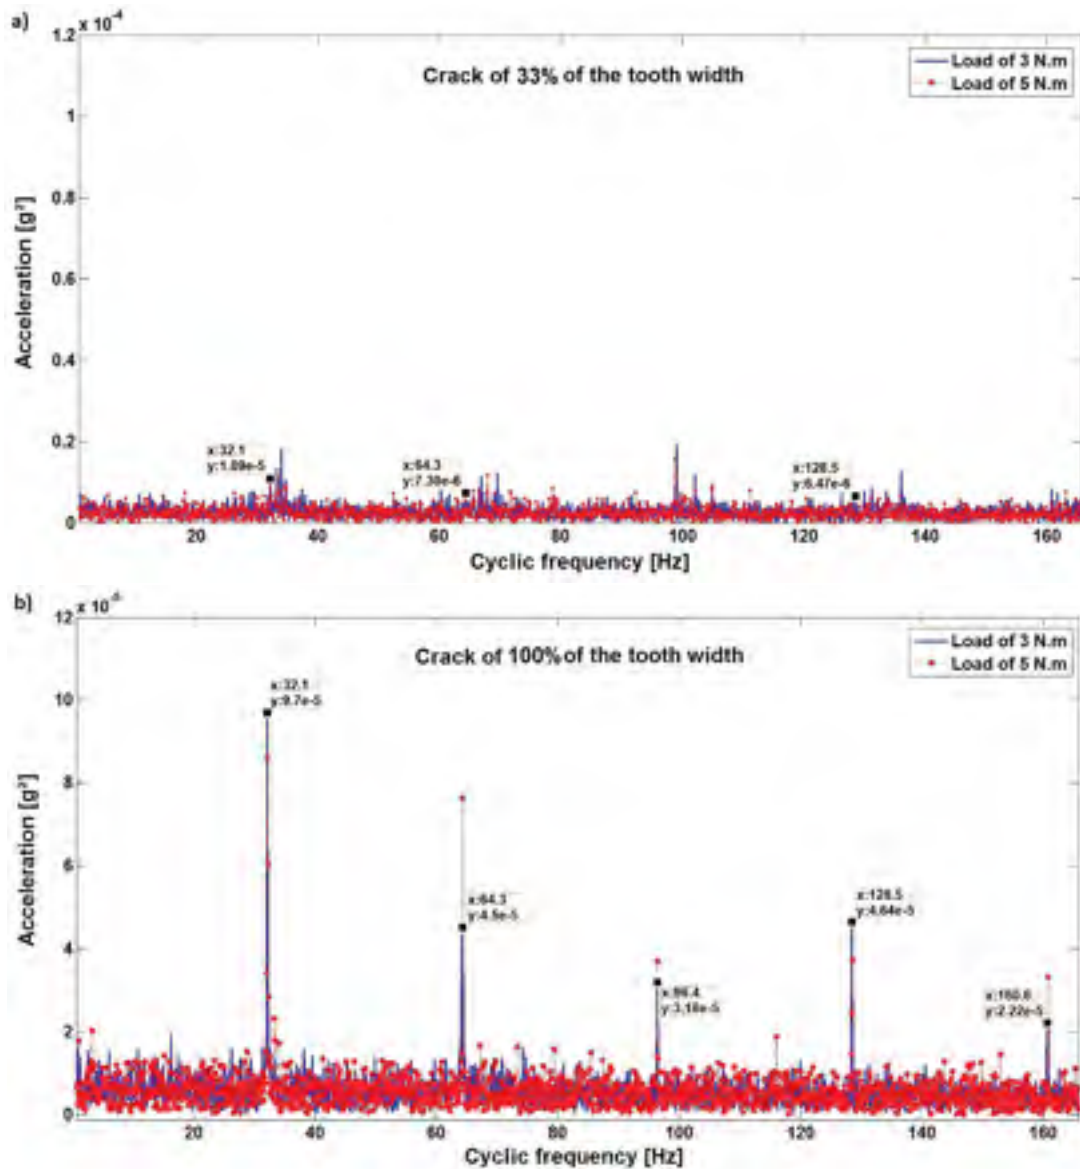 a)
x 10⁻⁴
1.2
1
0.8
0.6
0.4
0.2
0
Acceleration [g²]
Crack of 33% of the tooth width
Load of 3 N.m
Load of 5 N.m
x:32.1
y:1.09e-5
x:64.3
y:7.38e-6
x:128.5
y:6.47e-6
20 40 60 80 100 120 140 160
Cyclic frequency [Hz]
b)
x 10⁻⁵
12
10
8
6
4
2
0
Acceleration [g²]
Crack of 100% of the tooth width
Load of 3 N.m
Load of 5 N.m
x:32.1
y:9.7e-5
x:64.3
y:4.5e-5
x:96.4
y:3.18e-5
x:128.5
y:4.64e-5
x:160.6
y:2.22e-5
0 20 40 60 80 100 120 140 160
Cyclic frequency [Hz]